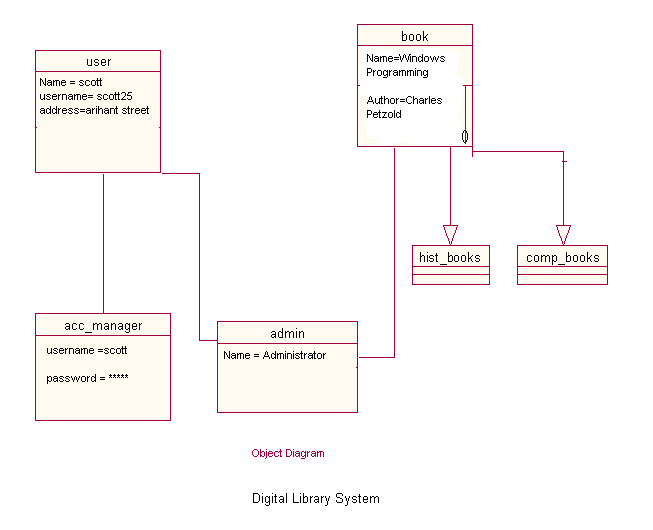 book
Name=Windows
Programming
Author=Charles
Petzold
user
Name = scott
username= scott25
address=arihant street
hist_books
comp_books
acc_manager
username =scott
password = *****
admin
Name = Administrator
Object Diagram
Digital Library System